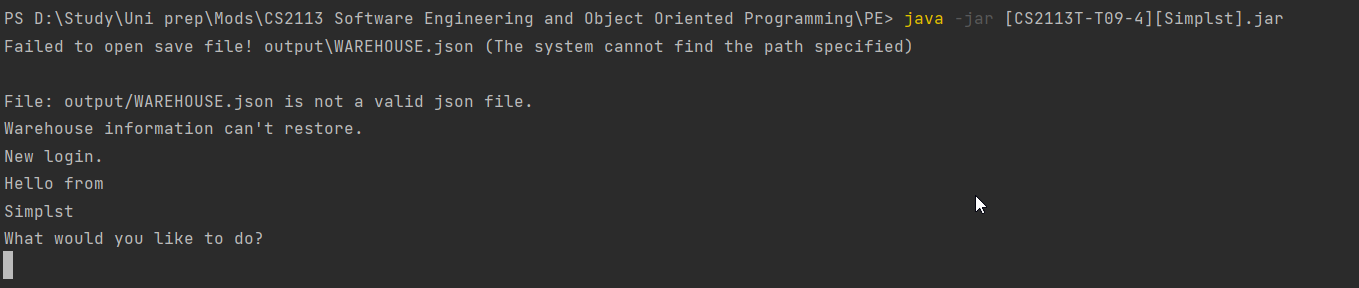 PS D:\Study\Uni prep\Mods\CS2113 Software Engineering and Object Oriented Programming\PE> java -jar [CS2113T-T09-4][Simplst].jar
Failed to open save file! output\WAREHOUSE.json (The system cannot find the path specified)
File: output/WAREHOUSE.json is not a valid json file.
Warehouse information can't restore.
New login.
Hello from
Simplst
What would you like to do?